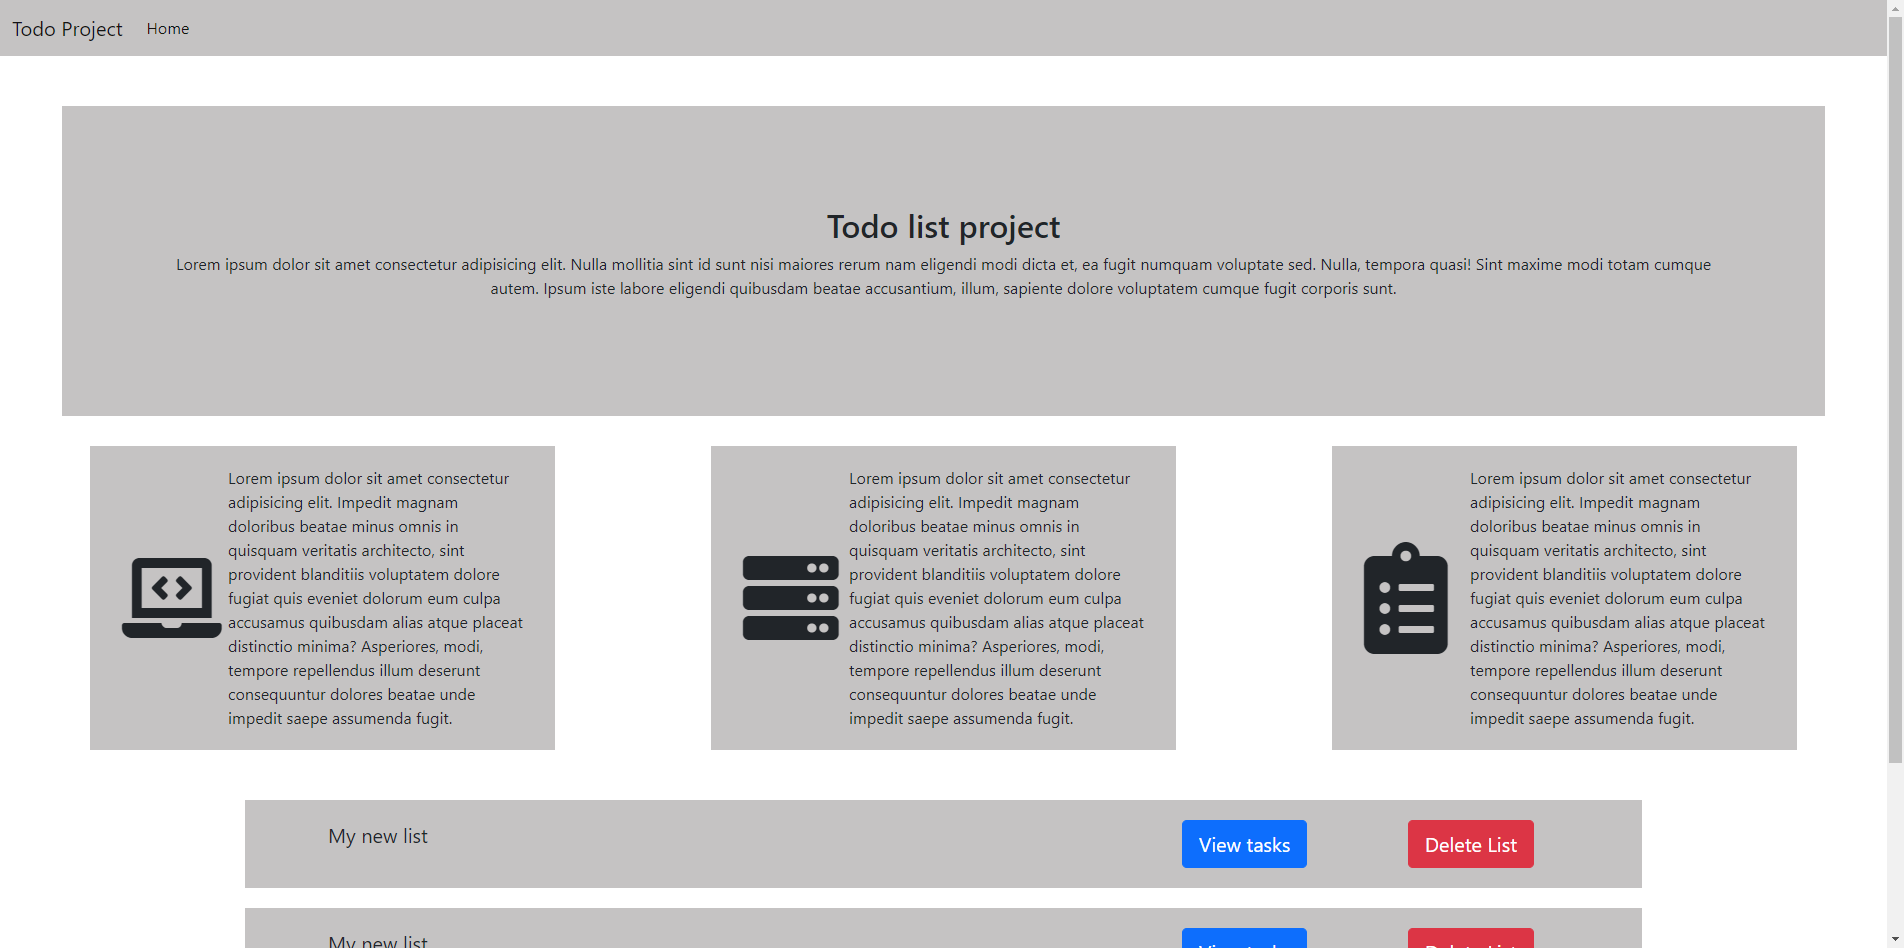 Todo Project
Home
Todo list project
Lorem ipsum dolor sit amet consectetur adipisicing elit. Nulla mollitia sint id sunt nisi maiores rerum nam eligendi modi dicta et, ea fugit numquam voluptate sed. Nulla, tempora quasi! Sint maxime modi totam cumque
autem. Ipsum iste labore eligendi quibusdam beatae accusantium, illum, sapiente dolore voluptatem cumque fugit corporis sunt.
Lorem ipsum dolor sit amet consectetur
adipisicing elit. Impedit magnam
doloribus beatae minus omnis in
quisquam veritatis architecto, sint
provident blanditiis voluptatem dolore
fugiat quis eveniet dolorum eum culpa
accusamus quibusdam alias atque placeat
distinctio minima? Asperiores, modi,
tempore repellendus illum deserunt
consequuntur dolores beatae unde
impedit saepe assumenda fugit.
Lorem ipsum dolor sit amet consectetur
adipisicing elit. Impedit magnam
doloribus beatae minus omnis in
quisquam veritatis architecto, sint
provident blanditiis voluptatem dolore
fugiat quis eveniet dolorum eum culpa
accusamus quibusdam alias atque placeat
distinctio minima? Asperiores, modi,
tempore repellendus illum deserunt
consequuntur dolores beatae unde
impedit saepe assumenda fugit.
Lorem ipsum dolor sit amet consectetur
adipisicing elit. Impedit magnam
doloribus beatae minus omnis in
quisquam veritatis architecto, sint
provident blanditiis voluptatem dolore
fugiat quis eveniet dolorum eum culpa
accusamus quibusdam alias atque placeat
distinctio minima? Asperiores, modi,
tempore repellendus illum deserunt
consequuntur dolores beatae unde
impedit saepe assumenda fugit.
My new list
View tasks
Delete List
My new list
View tasks
Delete List